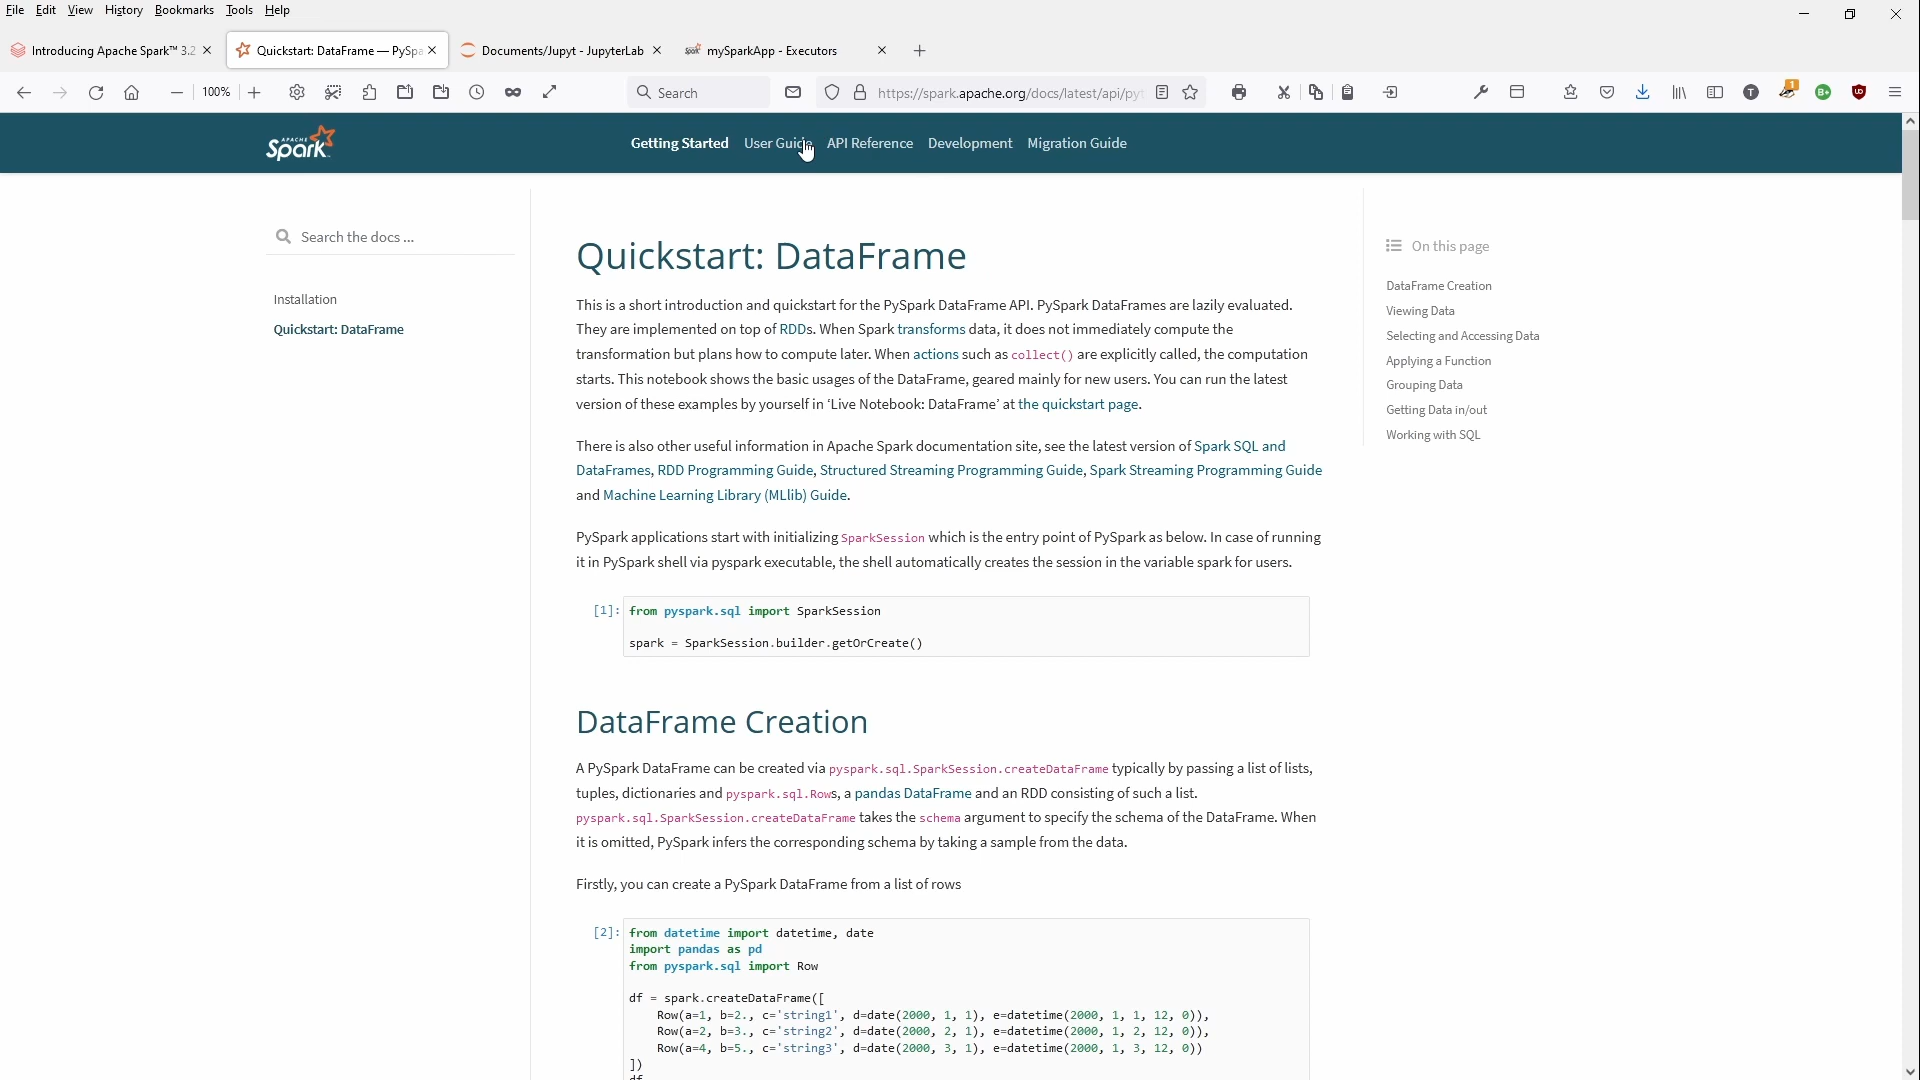 File Edit View History Bookmarks Tools Help
Introducing Apache Spark™ 3.2
Quickstart: DataFrame — PySpa
Documents/Jupyt - JupyterLab
mySparkApp - Executors
100%
Search
https://spark.apache.org/docs/latest/api/pyt
APACHE
Spark™
Getting Started User Guide API Reference Development Migration Guide
Search the docs ...
Installation
Quickstart: DataFrame
Quickstart: DataFrame
This is a short introduction and quickstart for the PySpark DataFrame API. PySpark DataFrames are lazily evaluated.
They are implemented on top of RDDs. When Spark transforms data, it does not immediately compute the
transformation but plans how to compute later. When actions such as collect() are explicitly called, the computation
starts. This notebook shows the basic usages of the DataFrame, geared mainly for new users. You can run the latest
version of these examples by yourself in ‘Live Notebook: DataFrame’ at the quickstart page.
There is also other useful information in Apache Spark documentation site, see the latest version of Spark SQL and
DataFrames, RDD Programming Guide, Structured Streaming Programming Guide, Spark Streaming Programming Guide
and Machine Learning Library (MLlib) Guide.
PySpark applications start with initializing SparkSession which is the entry point of PySpark as below. In case of running
it in PySpark shell via pyspark executable, the shell automatically creates the session in the variable spark for users.
[1]: from pyspark.sql import SparkSession
spark = SparkSession.builder.getOrCreate()
DataFrame Creation
A PySpark DataFrame can be created via pyspark.sql.SparkSession.createDataFrame typically by passing a list of lists,
tuples, dictionaries and pyspark.sql.Rows, a pandas DataFrame and an RDD consisting of such a list.
pyspark.sql.SparkSession.createDataFrame takes the schema argument to specify the schema of the DataFrame. When
it is omitted, PySpark infers the corresponding schema by taking a sample from the data.
Firstly, you can create a PySpark DataFrame from a list of rows
[2]: from datetime import datetime, date
import pandas as pd
from pyspark.sql import Row
df = spark.createDataFrame([
Row(a=1, b=2., c='string1', d=date(2000, 1, 1), e=datetime(2000, 1, 1, 12, 0)),
Row(a=2, b=3., c='string2', d=date(2000, 2, 1), e=datetime(2000, 1, 2, 12, 0)),
Row(a=4, b=5., c='string3', d=date(2000, 3, 1), e=datetime(2000, 1, 3, 12, 0))
])
df
On this page
DataFrame Creation
Viewing Data
Selecting and Accessing Data
Applying a Function
Grouping Data
Getting Data in/out
Working with SQL